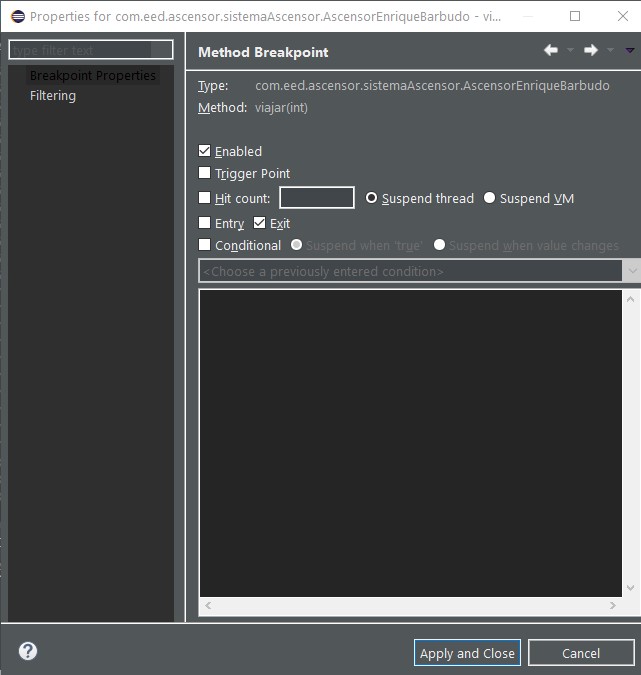 Properties for com.eed.ascensor.sistemaAscensor.AscensorEnriqueBarbudo - vi...
type filter text
Breakpoint Properties
Filtering
Method Breakpoint
Type: com.eed.ascensor.sistemaAscensor.AscensorEnriqueBarbudo
Method: viajar(int)
Enabled
Trigger Point
Hit count: Suspend thread Suspend VM
Entry Exit
Conditional Suspend when 'true' Suspend when value changes
<Choose a previously entered condition>
? Apply and Close Cancel